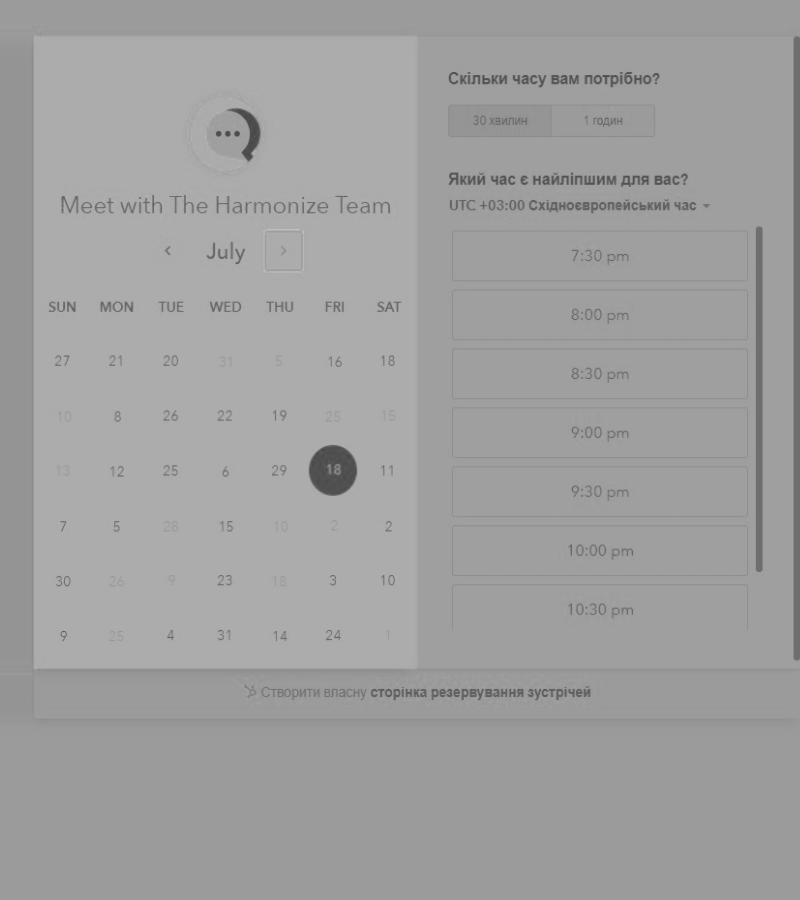 Meet with The Harmonize Team
July
SUN MON TUE WED THU FRI SAT
27 21 20 31 5 16 18
10 8 26 22 19 25 15
13 12 25 6 29 18 11
7 5 28 15 10 2 2
30 26 9 23 18 3 10
9 25 4 31 14 24 1
Скільки часу вам потрібно?
30 хвилин 1 годин
Який час є найліпшим для вас?
UTC +03:00 Східноєвропейський час
7:30 pm
8:00 pm
8:30 pm
9:00 pm
9:30 pm
10:00 pm
10:30 pm
Створити власну сторінка резервування зустрічей